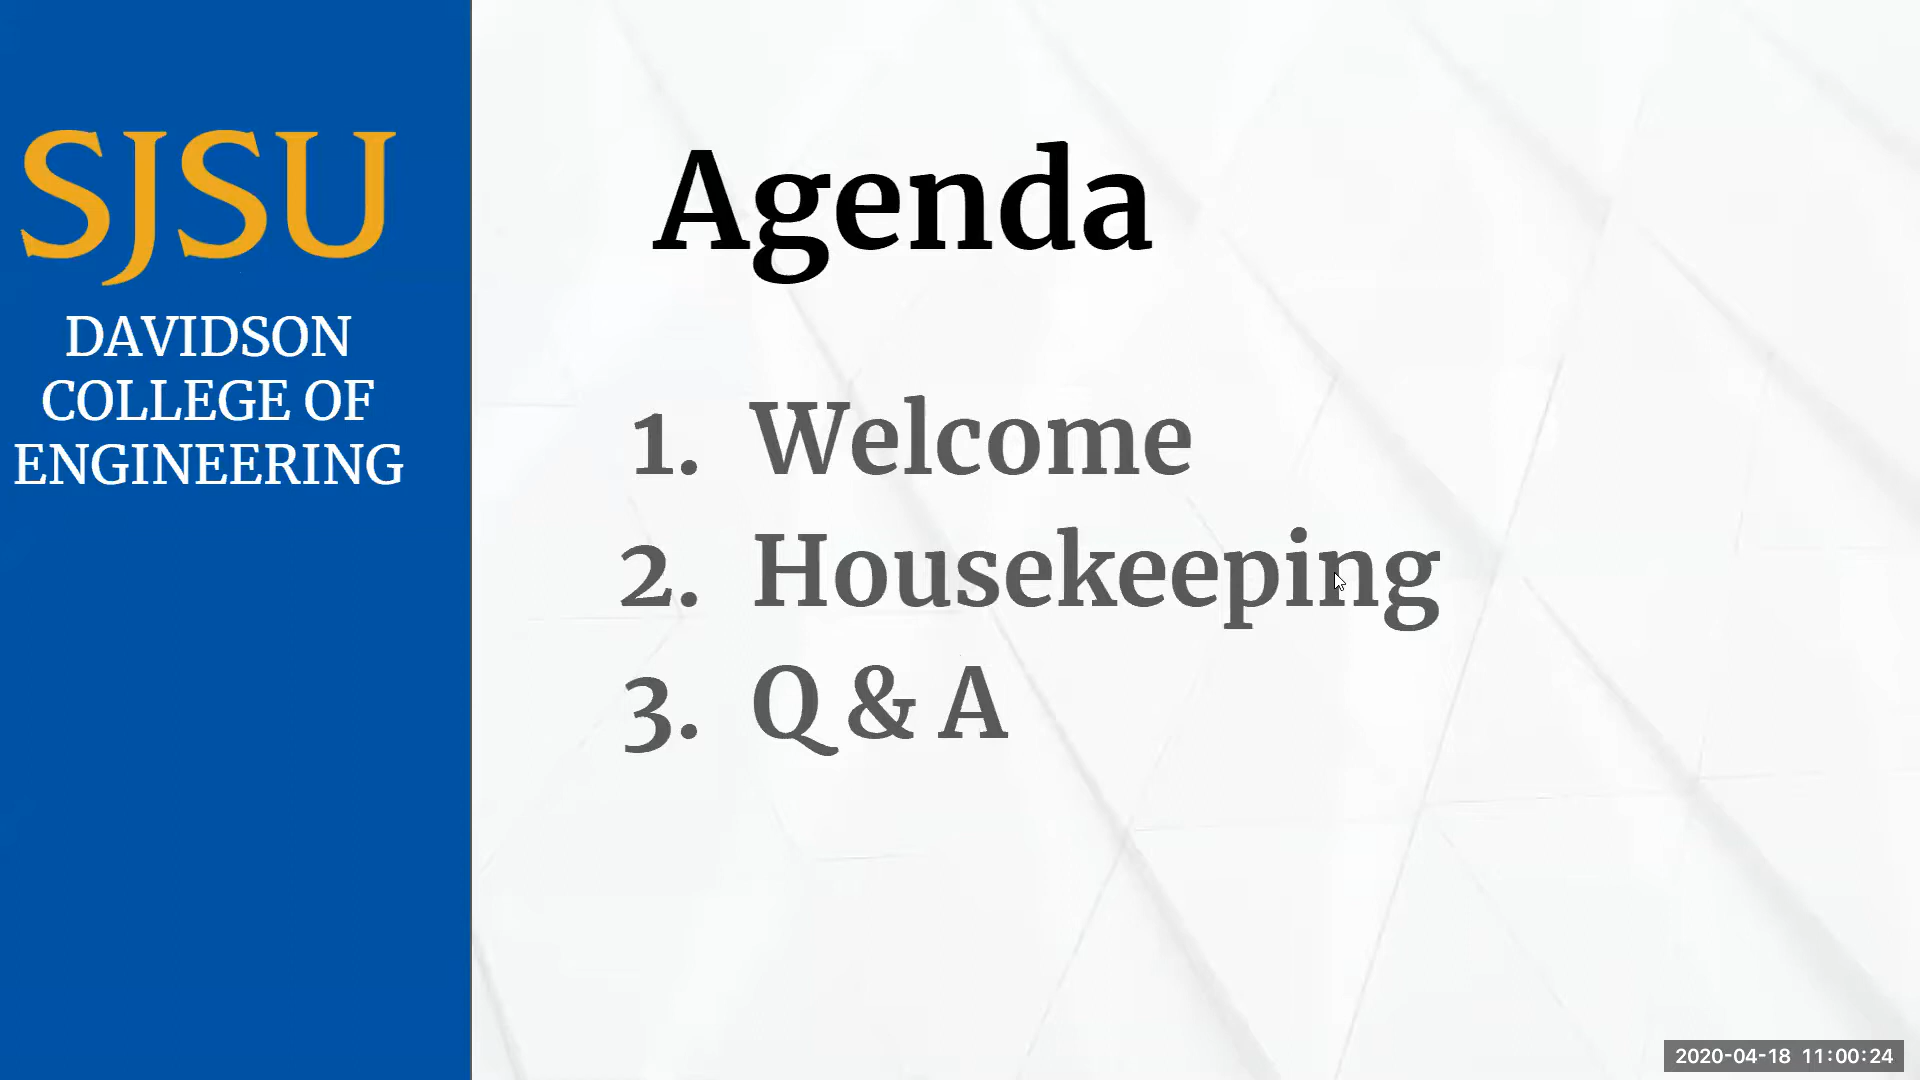 SJSU
DAVIDSON
COLLEGE OF
ENGINEERING
Agenda
1. Welcome
2. Housekeeping
3. Q & A
2020-04-18 11:00:24